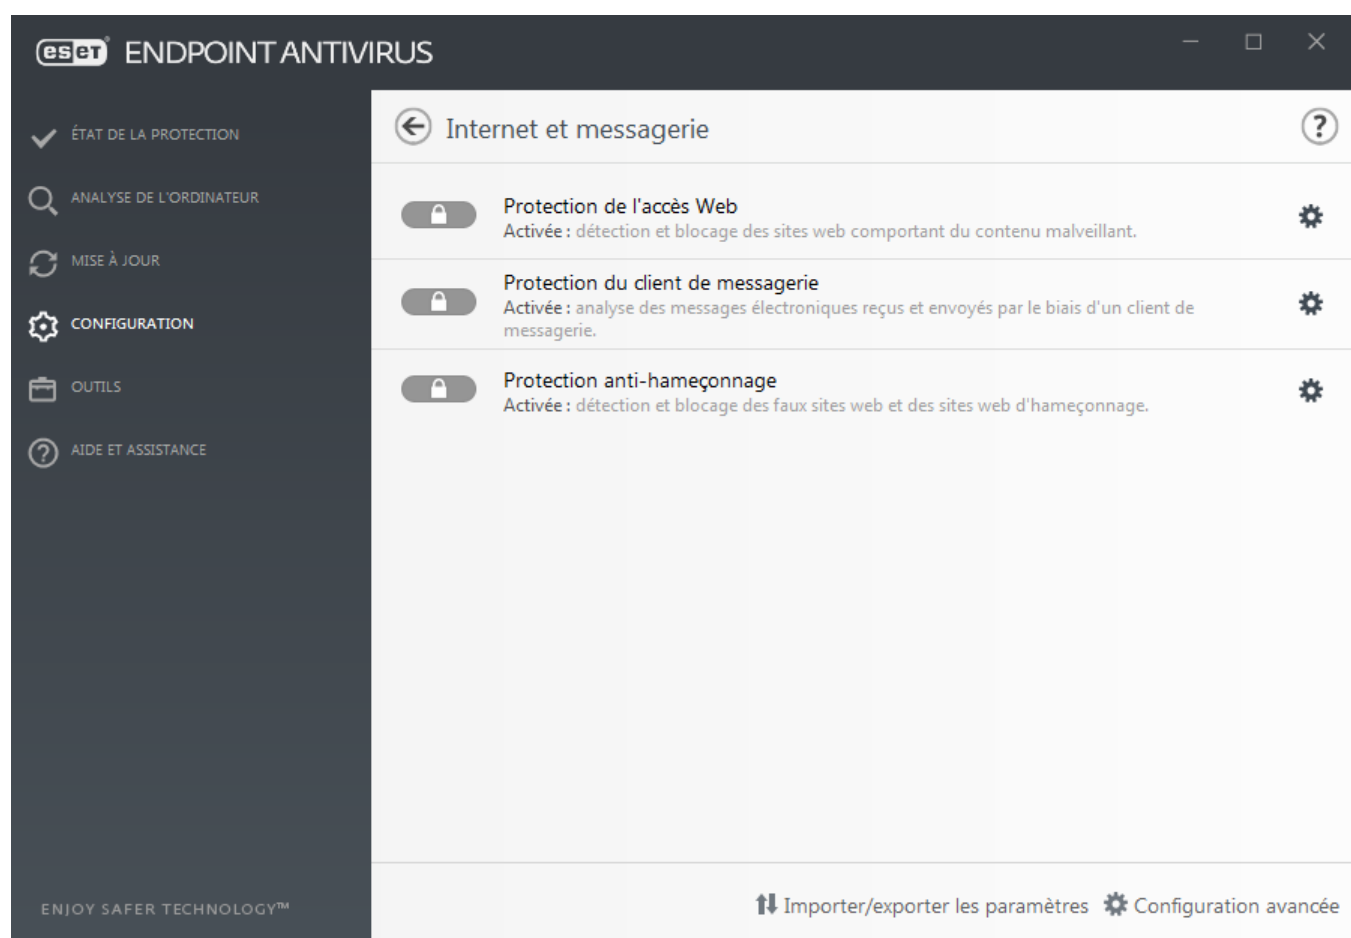 eset ENDPOINT ANTIVIRUS
ÉTAT DE LA PROTECTION
ANALYSE DE L'ORDINATEUR
MISE À JOUR
CONFIGURATION
OUTILS
AIDE ET ASSISTANCE
ENJOY SAFER TECHNOLOGY™
Internet et messagerie
?
Protection de l'accès Web
Activée : détection et blocage des sites web comportant du contenu malveillant.
Protection du client de messagerie
Activée : analyse des messages électroniques reçus et envoyés par le biais d'un client de
messagerie.
Protection anti-hameçonnage
Activée : détection et blocage des faux sites web et des sites web d'hameçonnage.
Importer/exporter les paramètres Configuration avancée